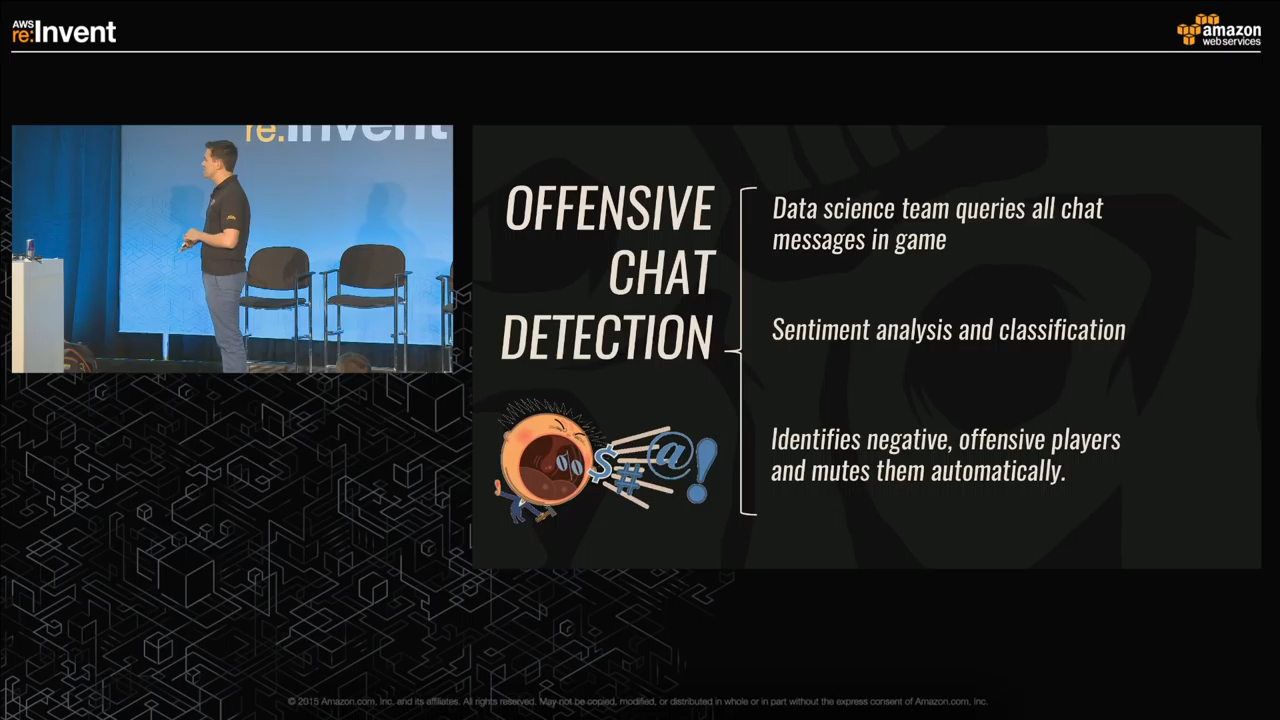 AWS
re:Invent
amazon
web services
re:Invent
OFFENSIVE
CHAT
DETECTION
Data science team queries all chat
messages in game
Sentiment analysis and classification
Identifies negative, offensive players
and mutes them automatically.
$ # @ !
© 2015 Amazon.com, Inc. and its affiliates. All rights reserved. May not be copied, modified, or distributed in whole or in part without the express consent of Amazon.com, Inc.